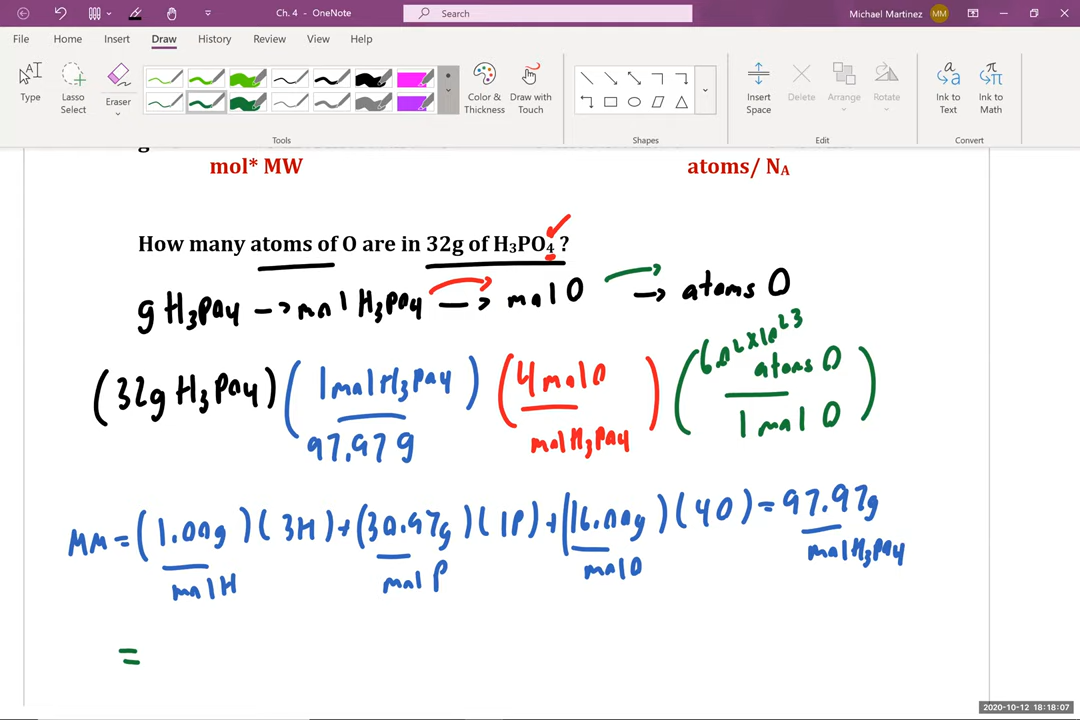 Ch. 4 - OneNote
Search
Michael Martinez MM
File Home Insert Draw History Review View Help
Type
Lasso Select
Eraser
Color & Thickness
Draw with Touch
Insert Space
Delete
Arrange
Rotate
Ink to Text
Ink to Math
Tools
Shapes
Edit
Convert
mol* MW
atoms/ N_A
How many atoms of O are in 32g of H₃PO₄ ?
g H₃PO₄ → mol H₃PO₄ → mol O → atoms O
(32g H₃PO₄) (1 mol H₃PO₄ / 97.97 g) (4 mol O / mol H₃PO₄) (6.02 × 10²³ atoms O / 1 mol O)
MM = (1.00g / mol H) (3H) + (30.97g / mol P) (1P) + (16.00g / mol O) (4O) = 97.97g / mol H₃PO₄
=
2020-10-12 18:18:07